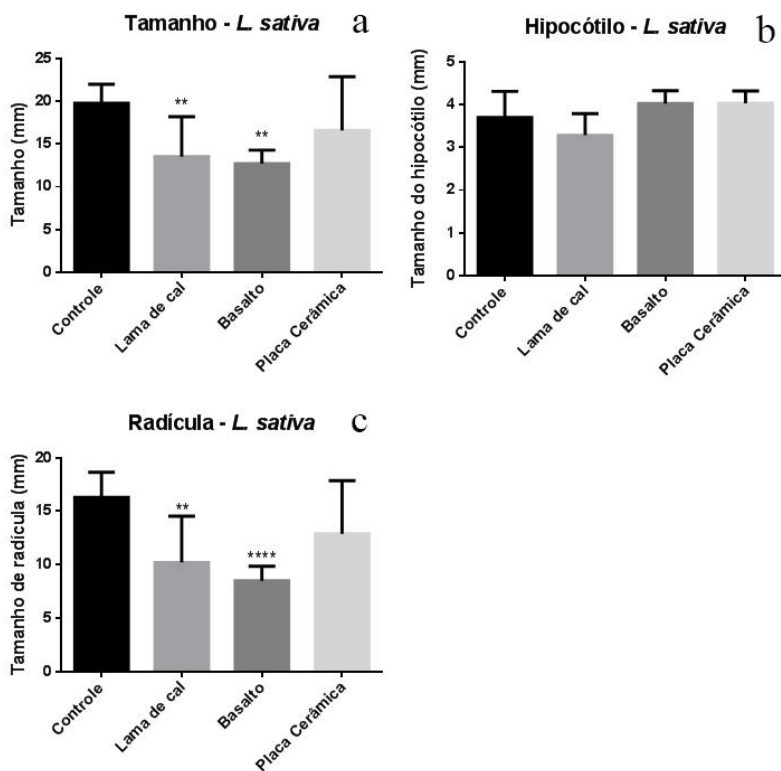 Tamanho - L. sativa a
Tamanho (mm)
25
20
15
10
5
0
**
**
Controle
Lama de cal
Basalto
Placa Cerâmica
Hipocótilo - L. sativa b
Tamanho do hipocótilo (mm)
5
4
3
2
1
0
Controle
Lama de cal
Basalto
Placa Cerâmica
Radícula - L. sativa c
Tamanho de radícula (mm)
20
15
10
5
0
**
****
Controle
Lama de cal
Basalto
Placa Cerâmica